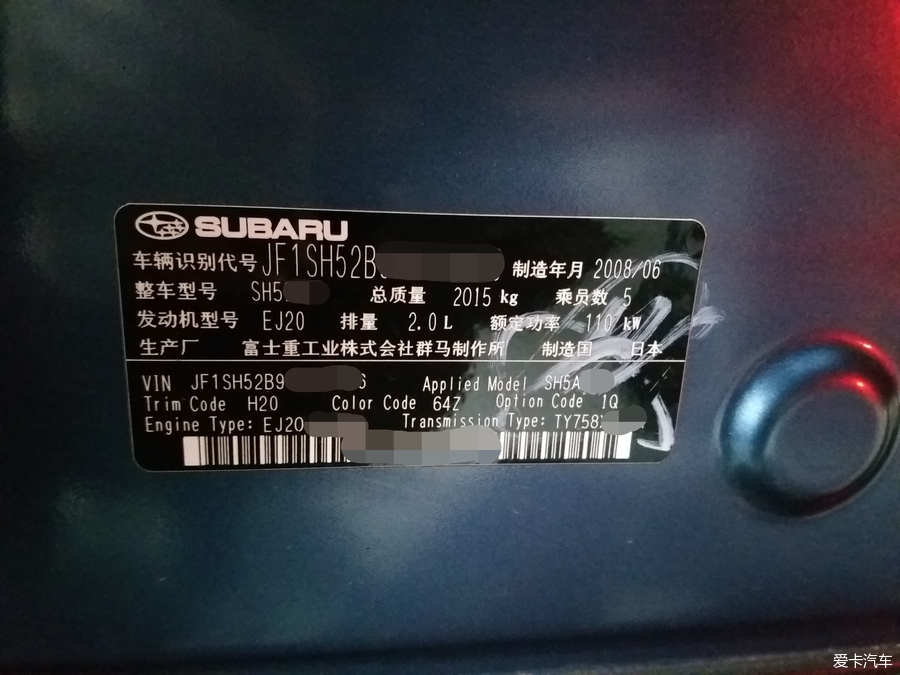 SUBARU
车辆识别代号 JF1SH52B 制造年月 2008/06
整车型号 SH5 总质量 2015 kg 乘员数 5
发动机型号 EJ20 排量 2.0 L 额定功率 110 kW
生产厂 富士重工业株式会社群马制作所 制造国 日本
VIN JF1SH52B9 6 Applied Model SH5A
Trim Code H20 Color Code 64Z Option Code 1Q
Engine Type: EJ20 Transmission Type: TY758
爱卡汽车